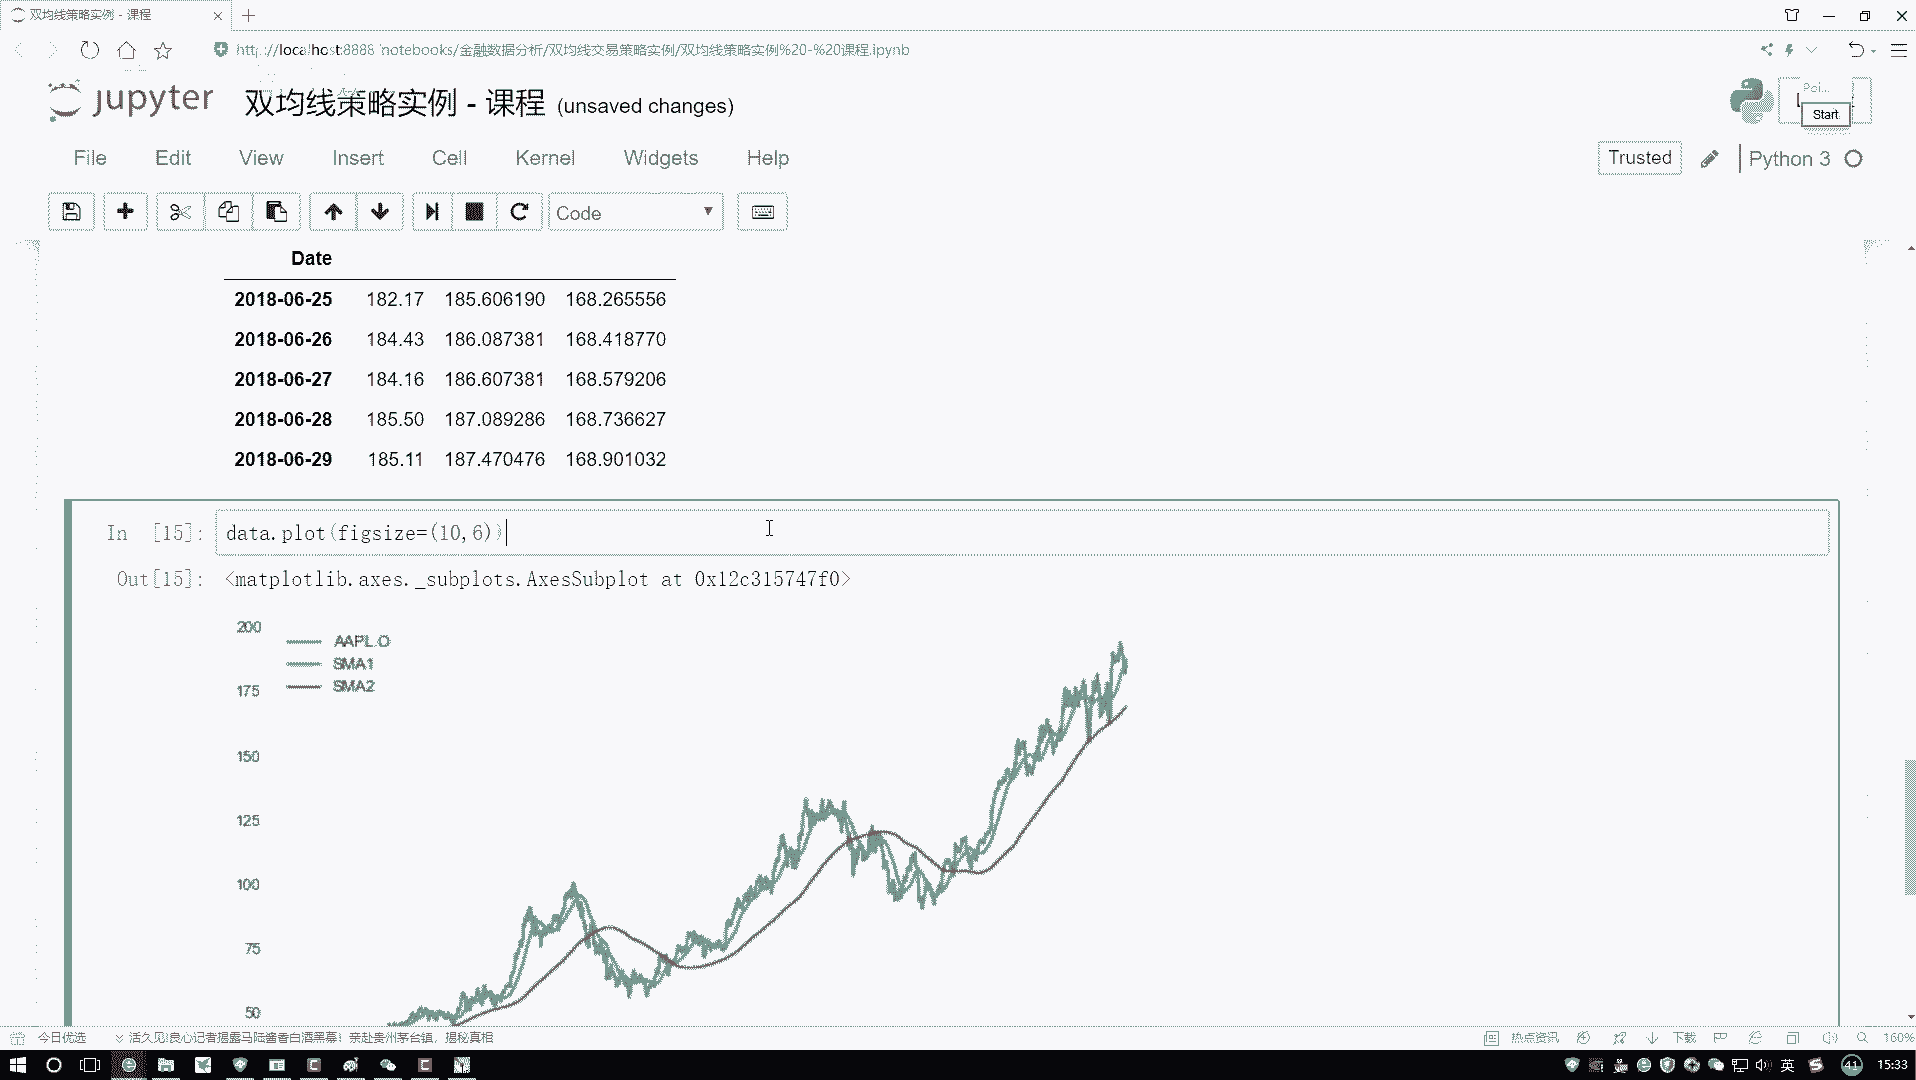 双均线策略实例 - 课程
http://localhost:8888/notebooks/金融数据分析/双均线交易策略实例/双均线策略实例%20-%20课程.ipynb
jupyter 双均线策略实例 - 课程 (unsaved changes)
Poi...
Start
File Edit View Insert Cell Kernel Widgets Help
Trusted Python 3
Code
Date
2018-06-25 182.17 185.606190 168.265556
2018-06-26 184.43 186.087381 168.418770
2018-06-27 184.16 186.607381 168.579206
2018-06-28 185.50 187.089286 168.736627
2018-06-29 185.11 187.470476 168.901032
In [15]: data.plot(figsize=(10,6))
Out[15]: <matplotlib.axes._subplots.AxesSubplot at 0x12c315747f0>
200
AAPL.O
SMA1
SMA2
175
150
125
100
75
50
今日优选 活久见!良心记者揭露马陆酱香白酒黑幕! 亲赴贵州茅台镇, 揭秘真相 热点资讯 下载 160%
英 41 15:33